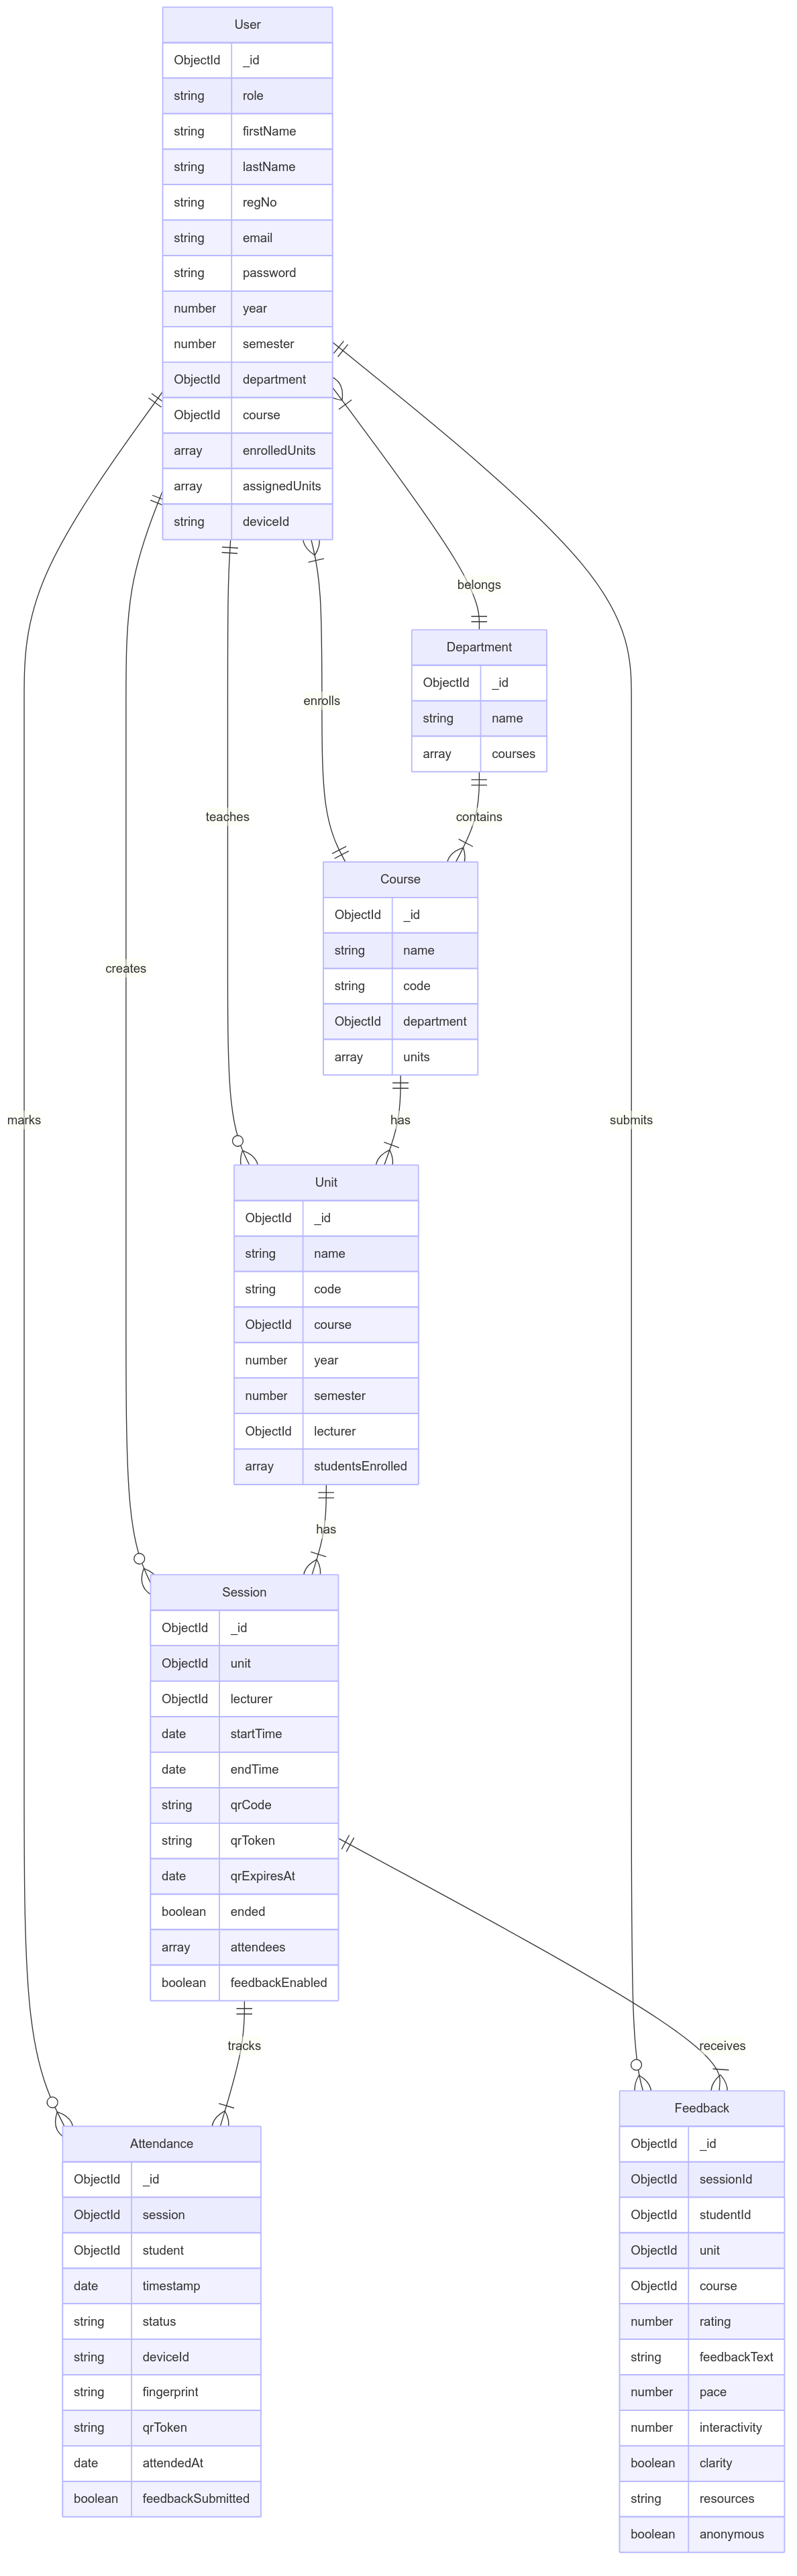 User
ObjectId _id
string role
string firstName
string lastName
string regNo
string email
string password
number year
number semester
ObjectId department
ObjectId course
array enrolledUnits
array assignedUnits
string deviceId
belongs
Department
ObjectId _id
string name
array courses
enrolls
teaches
contains
Course
ObjectId _id
string name
string code
ObjectId department
array units
creates
marks
has
submits
Unit
ObjectId _id
string name
string code
ObjectId course
number year
number semester
ObjectId lecturer
array studentsEnrolled
has
Session
ObjectId _id
ObjectId unit
ObjectId lecturer
date startTime
date endTime
string qrCode
string qrToken
date qrExpiresAt
boolean ended
array attendees
boolean feedbackEnabled
tracks
receives
Attendance
ObjectId _id
ObjectId session
ObjectId student
date timestamp
string status
string deviceId
string fingerprint
string qrToken
date attendedAt
boolean feedbackSubmitted
Feedback
ObjectId _id
ObjectId sessionId
ObjectId studentId
ObjectId unit
ObjectId course
number rating
string feedbackText
number pace
number interactivity
boolean clarity
string resources
boolean anonymous